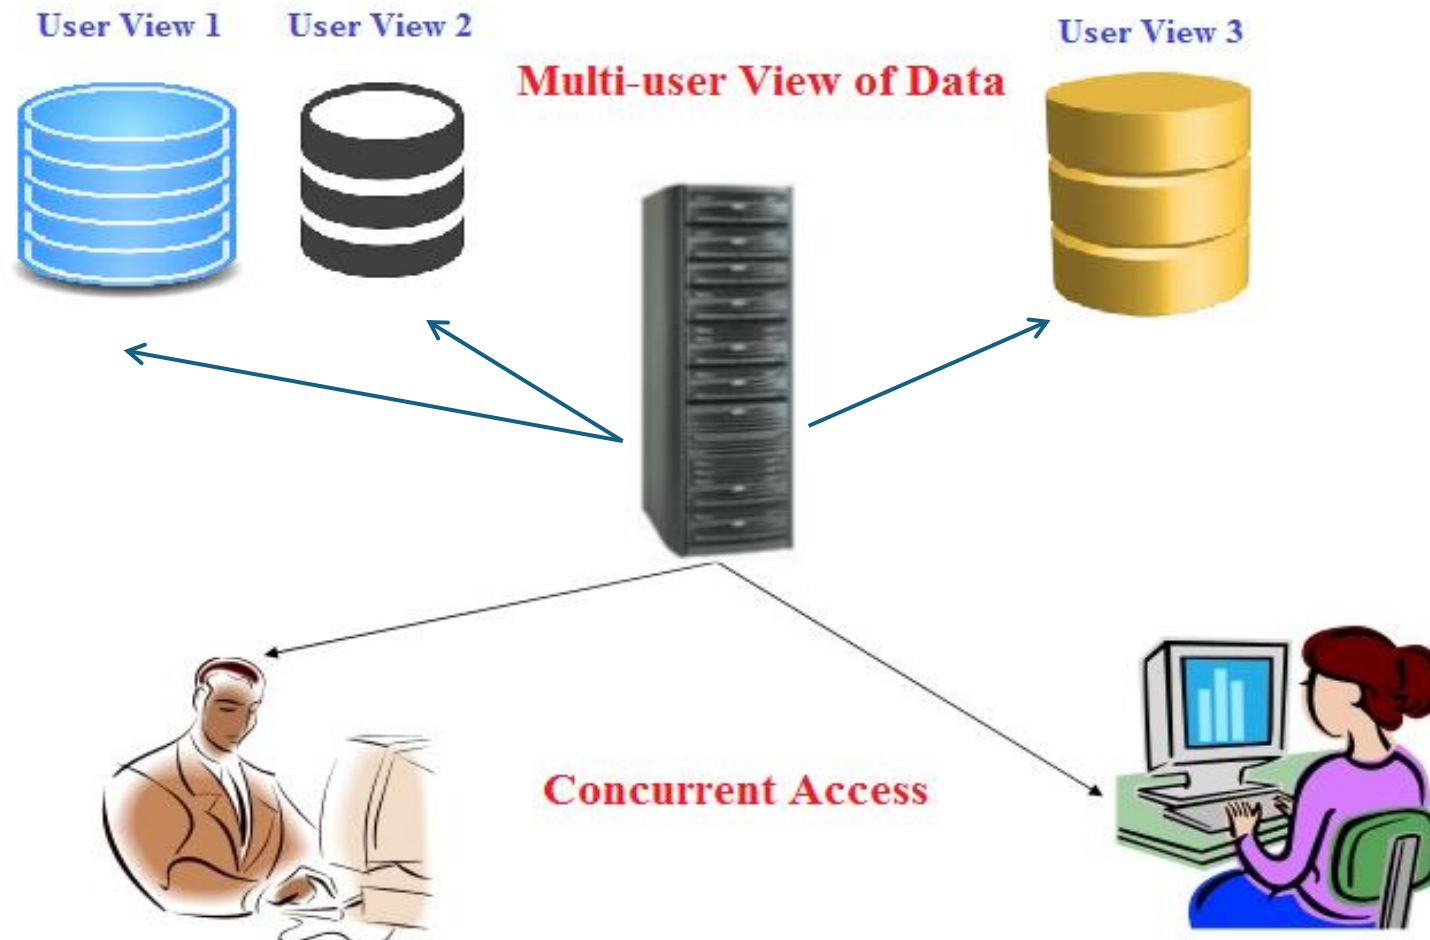 User View 1
User View 2
User View 3
Multi-user View of Data
Concurrent Access